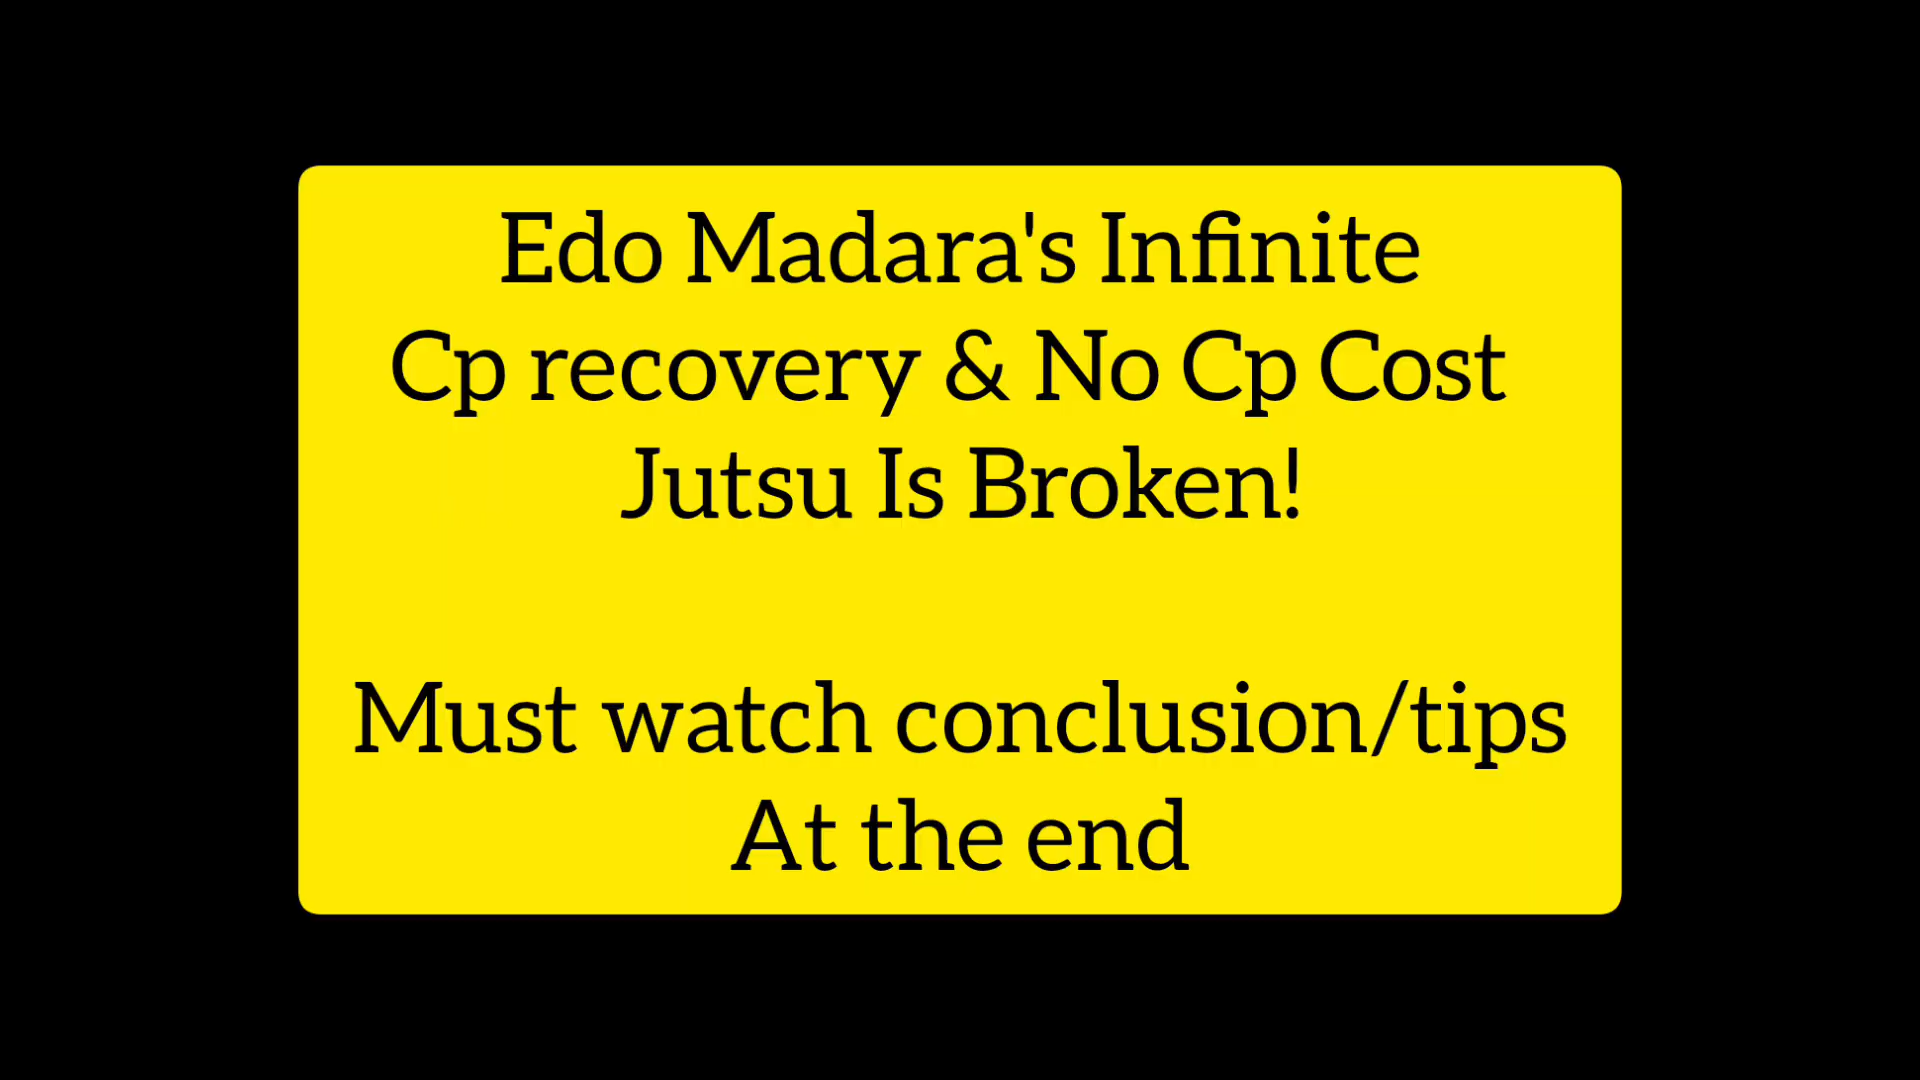 Edo Madara's Infinite
Cp recovery & No Cp Cost
Jutsu Is Broken!
Must watch conclusion/tips
At the end